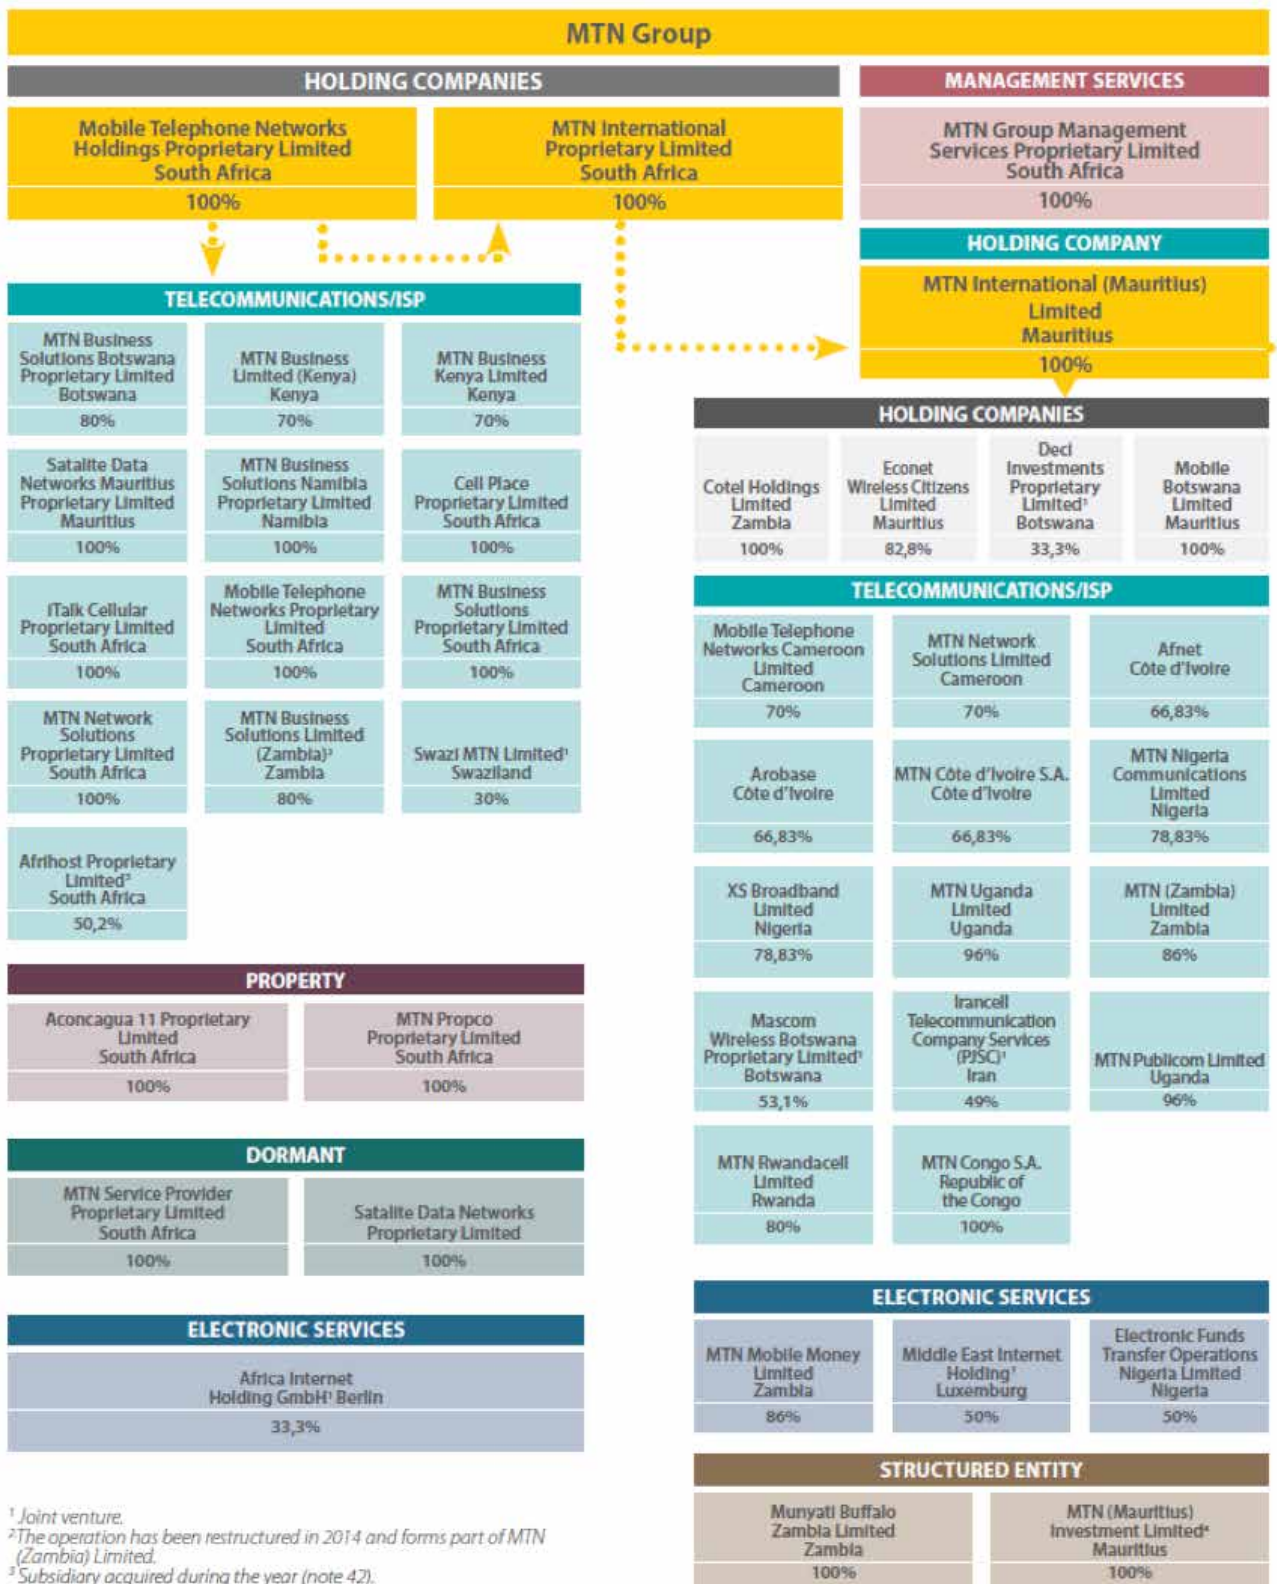 MTN Group
HOLDING COMPANIES
Mobile Telephone Networks
Holdings Proprietary Limited
South Africa
100%
MTN International
Proprietary Limited
South Africa
100%
MANAGEMENT SERVICES
MTN Group Management
Services Proprietary Limited
South Africa
100%
HOLDING COMPANY
MTN International (Mauritius)
Limited
Mauritius
100%
TELECOMMUNICATIONS/ISP
MTN Business
Solutions Botswana
Proprietary Limited
Botswana
80%
MTN Business
Limited (Kenya)
Kenya
70%
MTN Business
Kenya Limited
Kenya
70%
Satalite Data
Networks Mauritius
Proprietary Limited
Mauritius
100%
MTN Business
Solutions Namibia
Proprietary Limited
Namibia
100%
Cell Place
Proprietary Limited
South Africa
100%
iTalk Cellular
Proprietary Limited
South Africa
100%
Mobile Telephone
Networks Proprietary
Limited
South Africa
100%
MTN Business
Solutions
Proprietary Limited
South Africa
100%
MTN Network
Solutions
Proprietary Limited
South Africa
100%
MTN Business
Solutions Limited
(Zambia)²
Zambia
80%
Swazi MTN Limited¹
Swaziland
30%
Afrihost Proprietary
Limited³
South Africa
50,2%
PROPERTY
Aconcagua 11 Proprietary
Limited
South Africa
100%
MTN Propco
Proprietary Limited
South Africa
100%
DORMANT
MTN Service Provider
Proprietary Limited
South Africa
100%
Satalite Data Networks
Proprietary Limited
100%
ELECTRONIC SERVICES
Africa Internet
Holding GmbH¹ Berlin
33,3%
¹ Joint venture.
² The operation has been restructured in 2014 and forms part of MTN
(Zambia) Limited.
³ Subsidiary acquired during the year (note 42).
HOLDING COMPANIES
Cotel Holdings
Limited
Zambia
100%
Econet
Wireless Citizens
Limited
Mauritius
82,8%
Deci
Investments
Proprietary
Limited¹
Botswana
33,3%
Mobile
Botswana
Limited
Mauritius
100%
TELECOMMUNICATIONS/ISP
Mobile Telephone
Networks Cameroon
Limited
Cameroon
70%
MTN Network
Solutions Limited
Cameroon
70%
Afnet
Côte d'Ivoire
66,83%
Arobase
Côte d'Ivoire
66,83%
MTN Côte d'Ivoire S.A.
Côte d'Ivoire
66,83%
MTN Nigeria
Communications
Limited
Nigeria
78,83%
XS Broadband
Limited
Nigeria
78,83%
MTN Uganda
Limited
Uganda
96%
MTN (Zambia)
Limited
Zambia
86%
Mascom
Wireless Botswana
Proprietary Limited¹
Botswana
53,1%
Irancell
Telecommunication
Company Services
(PJSC)¹
Iran
49%
MTN Publicom Limited
Uganda
96%
MTN Rwandacell
Limited
Rwanda
80%
MTN Congo S.A.
Republic of
the Congo
100%
ELECTRONIC SERVICES
MTN Mobile Money
Limited
Zambia
86%
Middle East Internet
Holding¹
Luxemburg
50%
Electronic Funds
Transfer Operations
Nigeria Limited
Nigeria
50%
STRUCTURED ENTITY
Munyati Buffalo
Zambia Limited
Zambia
100%
MTN (Mauritius)
Investment Limited⁴
Mauritius
100%